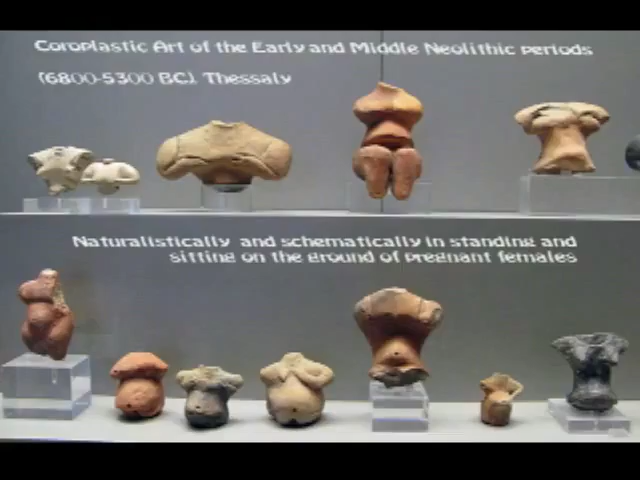 Coroplastic Art of the Early and Middle Neolithic periods
(6800-5300 BC). Thessaly
Naturalistically and schematically in standing and
sitting on the ground of pregnant females